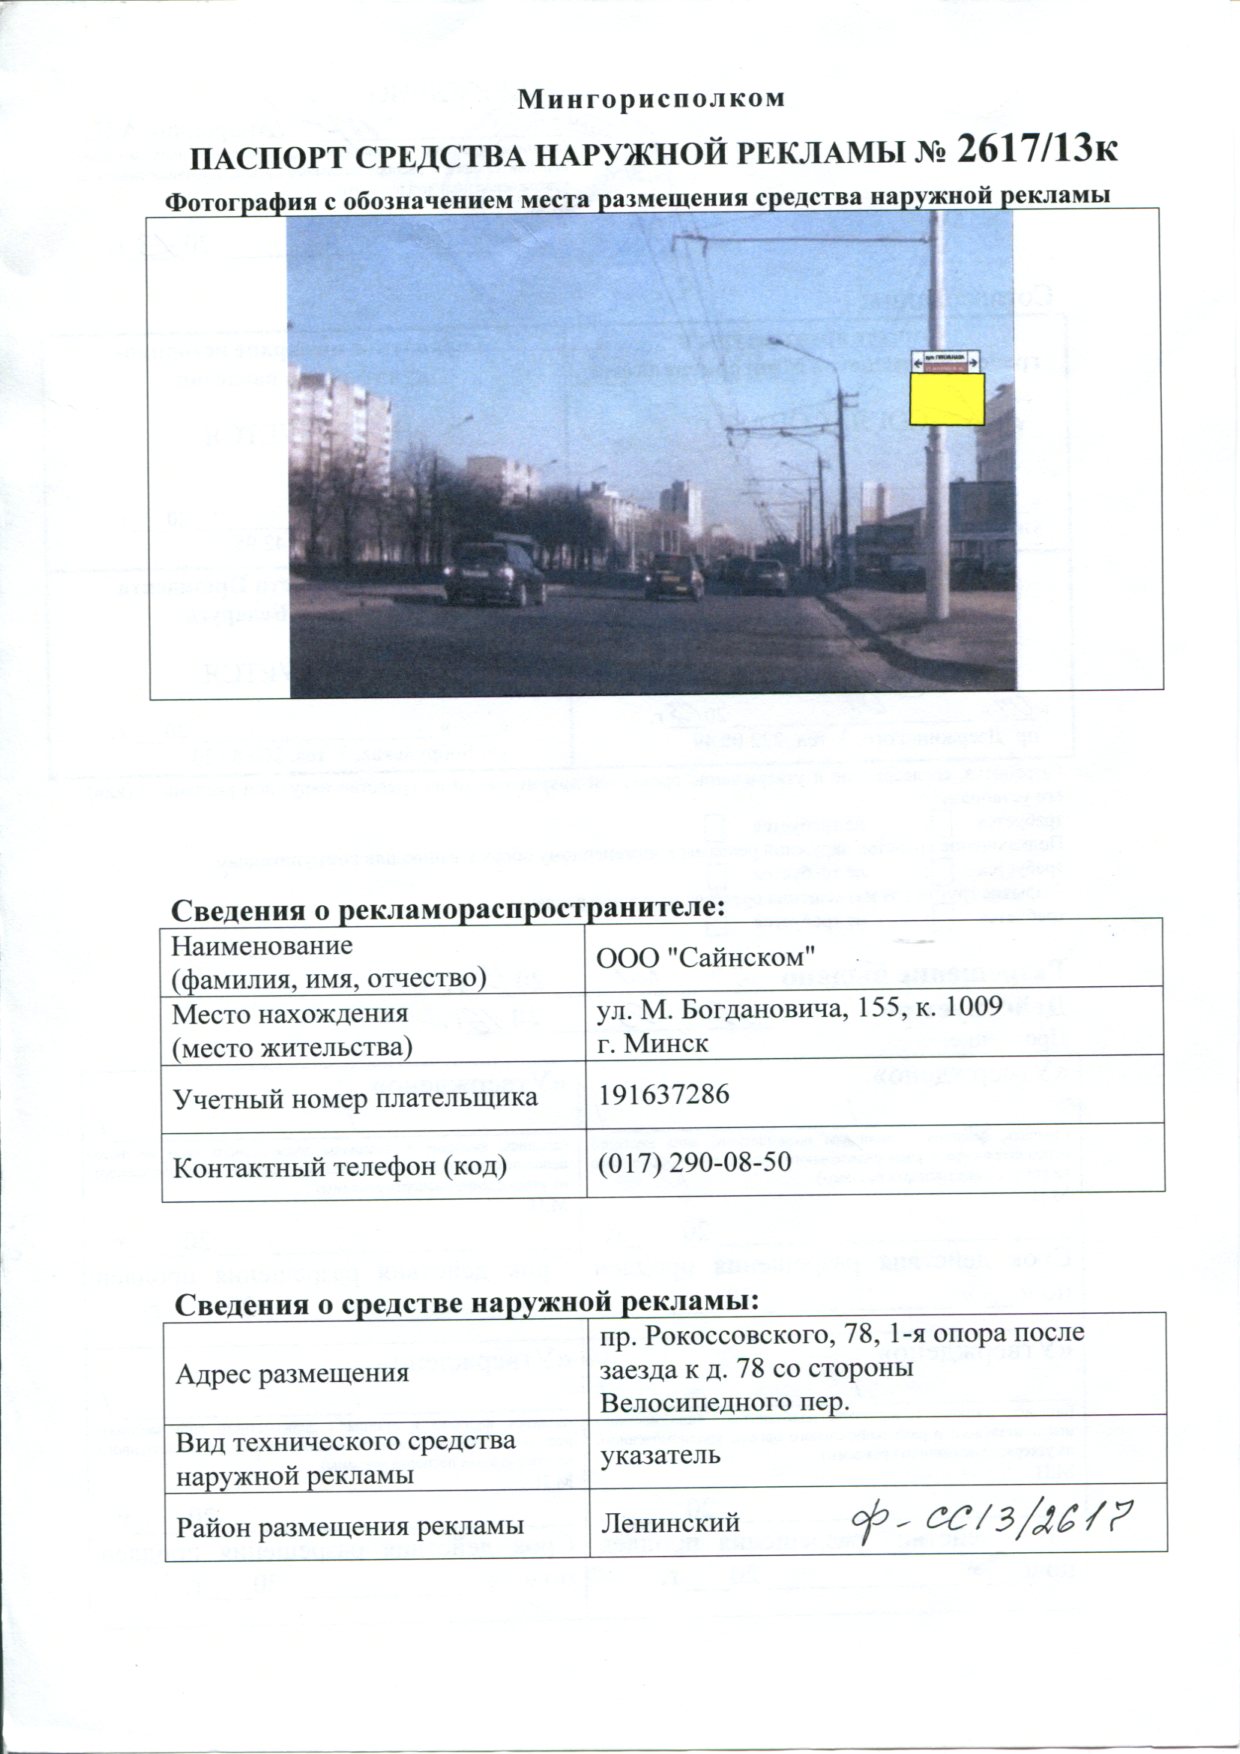 Мингорисполком
ПАСПОРТ СРЕДСТВА НАРУЖНОЙ РЕКЛАМЫ № 2617/13к
Фотография с обозначением места размещения средства наружной рекламы
Сведения о рекламораспространителе:
Наименование
(фамилия, имя, отчество)
ООО "Сайнском"
Место нахождения
(место жительства)
ул. М. Богдановича, 155, к. 1009
г. Минск
Учетный номер плательщика
191637286
Контактный телефон (код)
(017) 290-08-50
Сведения о средстве наружной рекламы:
Адрес размещения
пр. Рокоссовского, 78, 1-я опора после
заезда к д. 78 со стороны
Велосипедного пер.
Вид технического средства
наружной рекламы
указатель
Район размещения рекламы
Ленинский
ф- СС13/2617